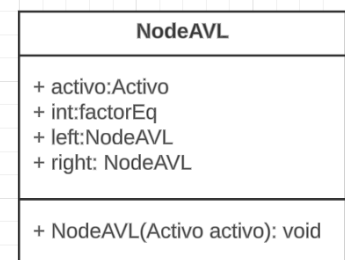 NodeAVL
+ activo:Activo
+ int:factorEq
+ left:NodeAVL
+ right: NodeAVL
+ NodeAVL(Activo activo): void